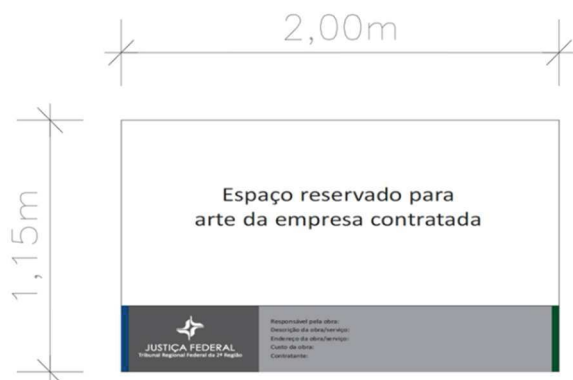 2,00m
1,15m
Espaço reservado para
arte da empresa contratada
JUSTIÇA FEDERAL
Tribunal Regional Federal da 2ª Região
Responsável pela obra:
Descrição da obra/serviço:
Endereço da obra/serviço:
Custo da obra:
Contratante: